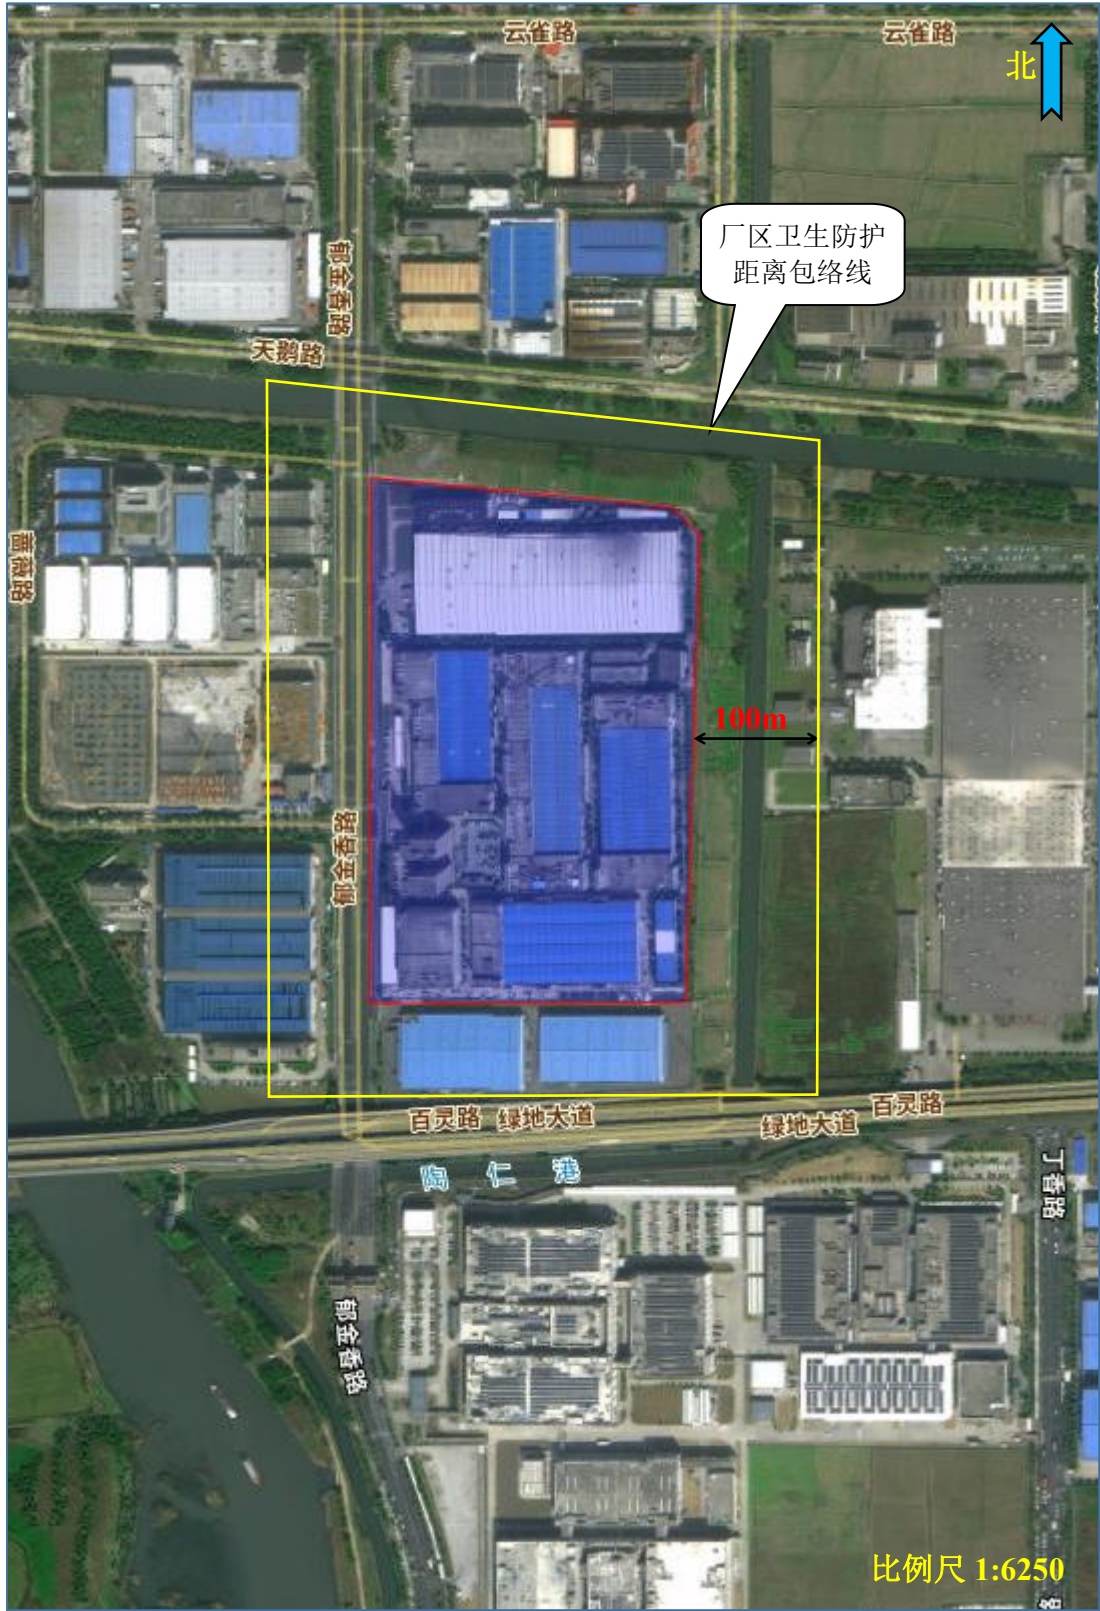 云雀路
云雀路
北
厂区卫生防护
距离包络线
郁金香路
天鹅路
蔷薇路
100m
郁金香路
百灵路
绿地大道
绿地大道
百灵路
陶仁港
丁香路
郁金香路
比例尺 1:6250